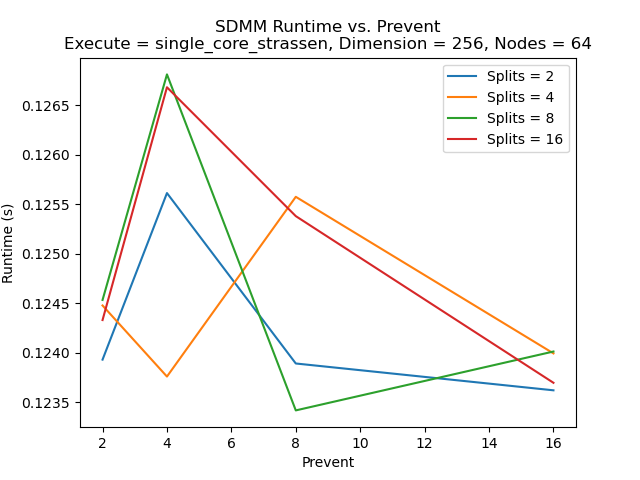 SDMM Runtime vs. Prevent
Execute = single_core_strassen, Dimension = 256, Nodes = 64
Splits = 2
Splits = 4
Splits = 8
Splits = 16
Runtime (s)
0.1265
0.1260
0.1255
0.1250
0.1245
0.1240
0.1235
2 4 6 8 10 12 14 16
Prevent